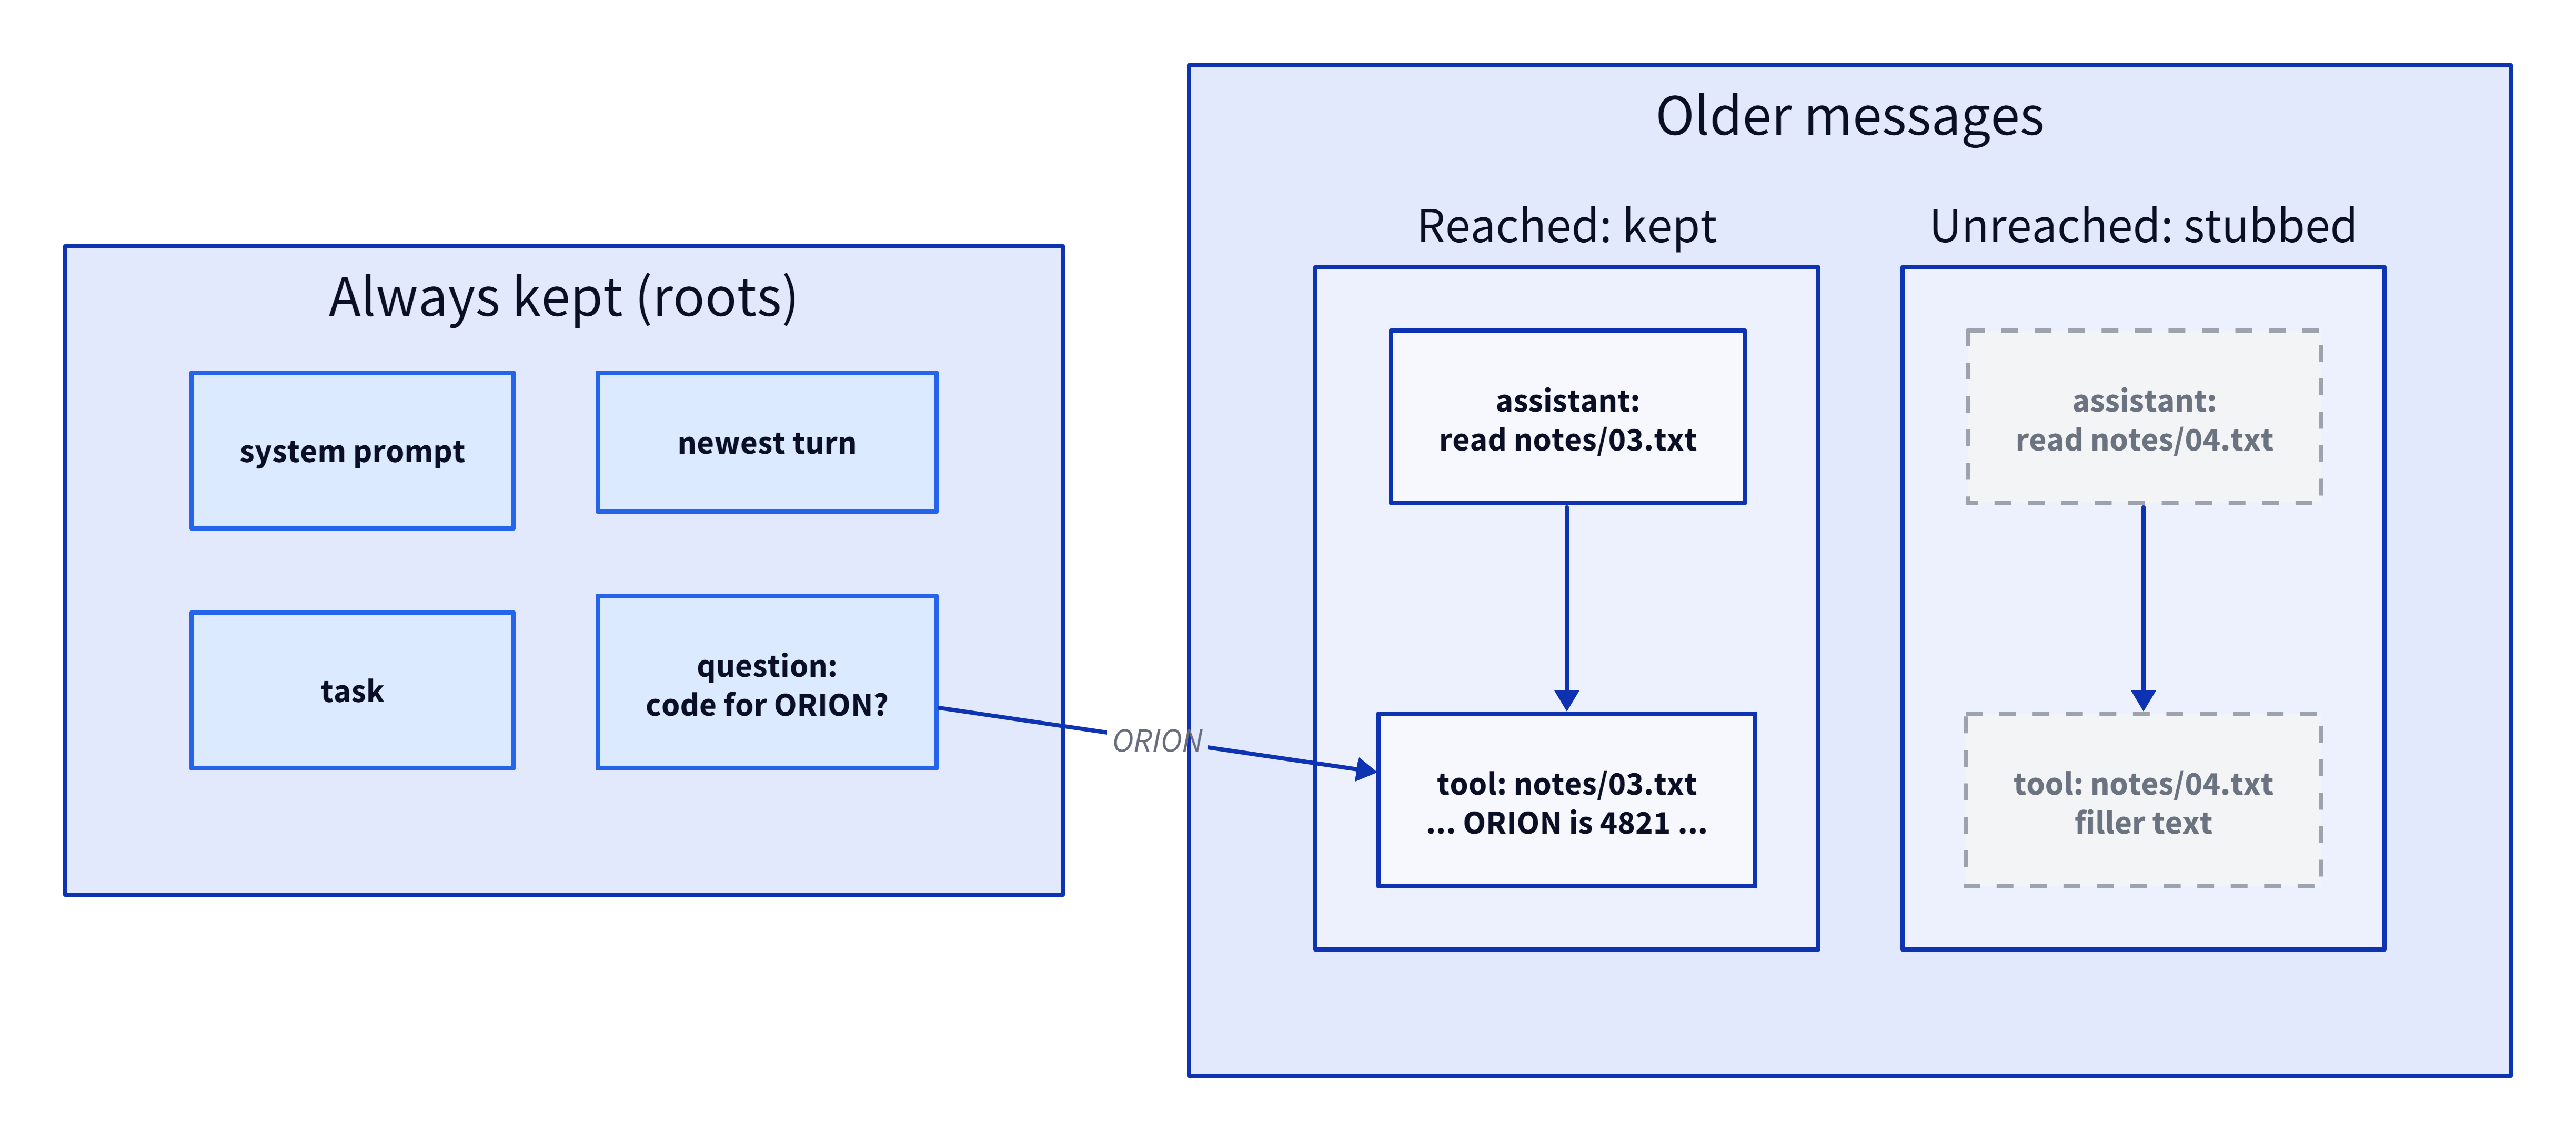 Always kept (roots)
system prompt
newest turn
task
question:
code for ORION?
ORION
Older messages
Reached: kept
assistant:
read notes/03.txt
tool: notes/03.txt
... ORION is 4821 ...
Unreached: stubbed
assistant:
read notes/04.txt
tool: notes/04.txt
filler text